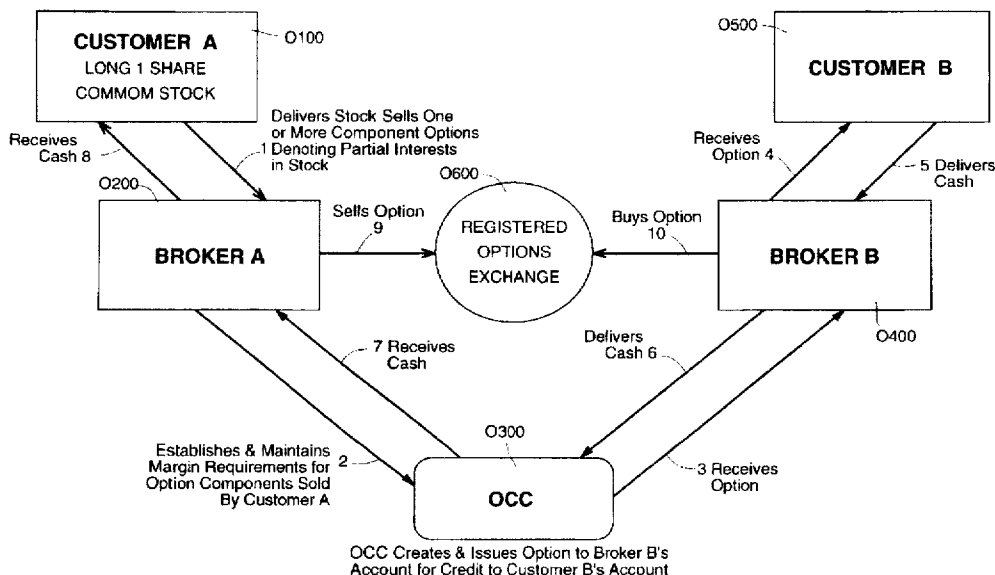 O100
CUSTOMER A
LONG 1 SHARE
COMMOM STOCK
O500
CUSTOMER B
Receives
Cash 8
Delivers Stock Sells One
or More Component Options
1 Denoting Partial Interests
in Stock
Receives
Option 4
5 Delivers
Cash
O200
BROKER A
Sells Option
9
O600
REGISTERED
OPTIONS
EXCHANGE
Buys Option
10
BROKER B
O400
7 Receives
Cash
Delivers
Cash 6
Establishes & Maintains
Margin Requirements for
Option Components Sold
By Customer A
2
O300
OCC
3 Receives
Option
OCC Creates & Issues Option to Broker B's
Account for Credit to Customer B's Account